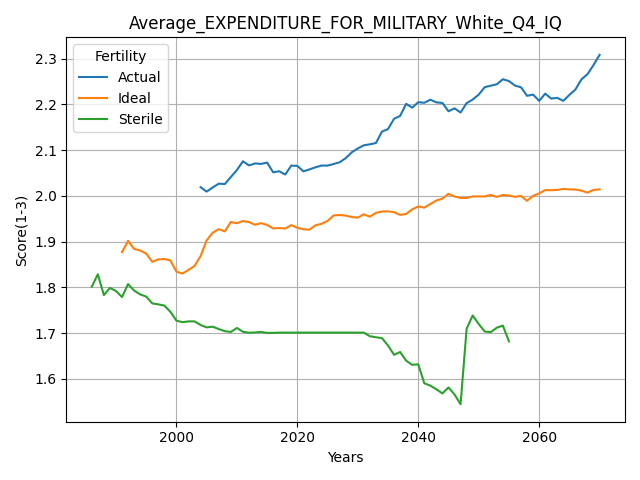 Average_EXPENDITURE_FOR_MILITARY_White_Q4_IQ
Fertility
Actual
Ideal
Sterile
Score(1-3)
2.3
2.2
2.1
2.0
1.9
1.8
1.7
1.6
2000 2020 2040 2060
Years